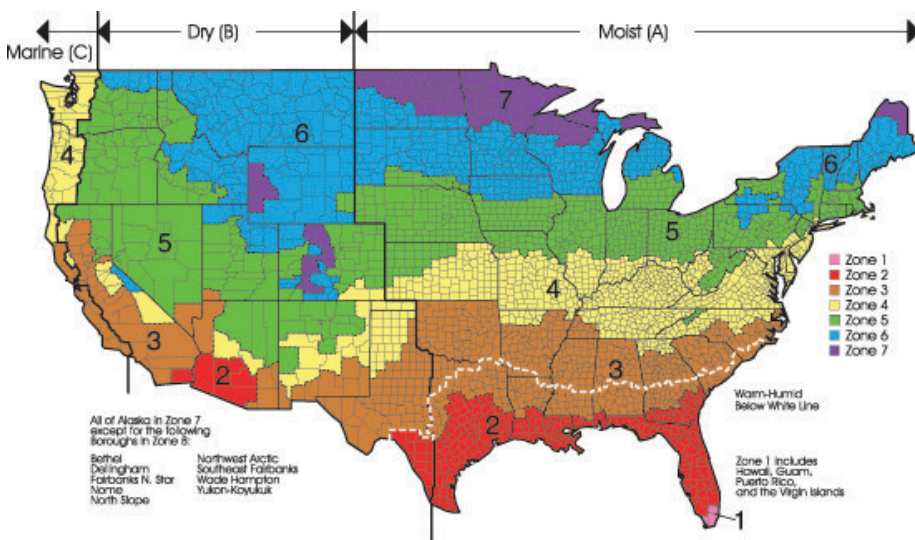 Marine (C)
Dry (B)
Moist (A)
7
6
6
4
5
5
4
3
3
2
2
1
Zone 1
Zone 2
Zone 3
Zone 4
Zone 5
Zone 6
Zone 7
Warm-Humid
Below White Line
All of Alaska in Zone 7
except for the following
Boroughs in Zone 8:
Bethel
Dellingham
Fairbanks N. Star
Nome
North Slope
Northwest Arctic
Southeast Fairbanks
Wade Hampton
Yukon-Koyukuk
Zone 1 includes
Hawaii, Guam,
Puerto Rico,
and the Virgin Islands